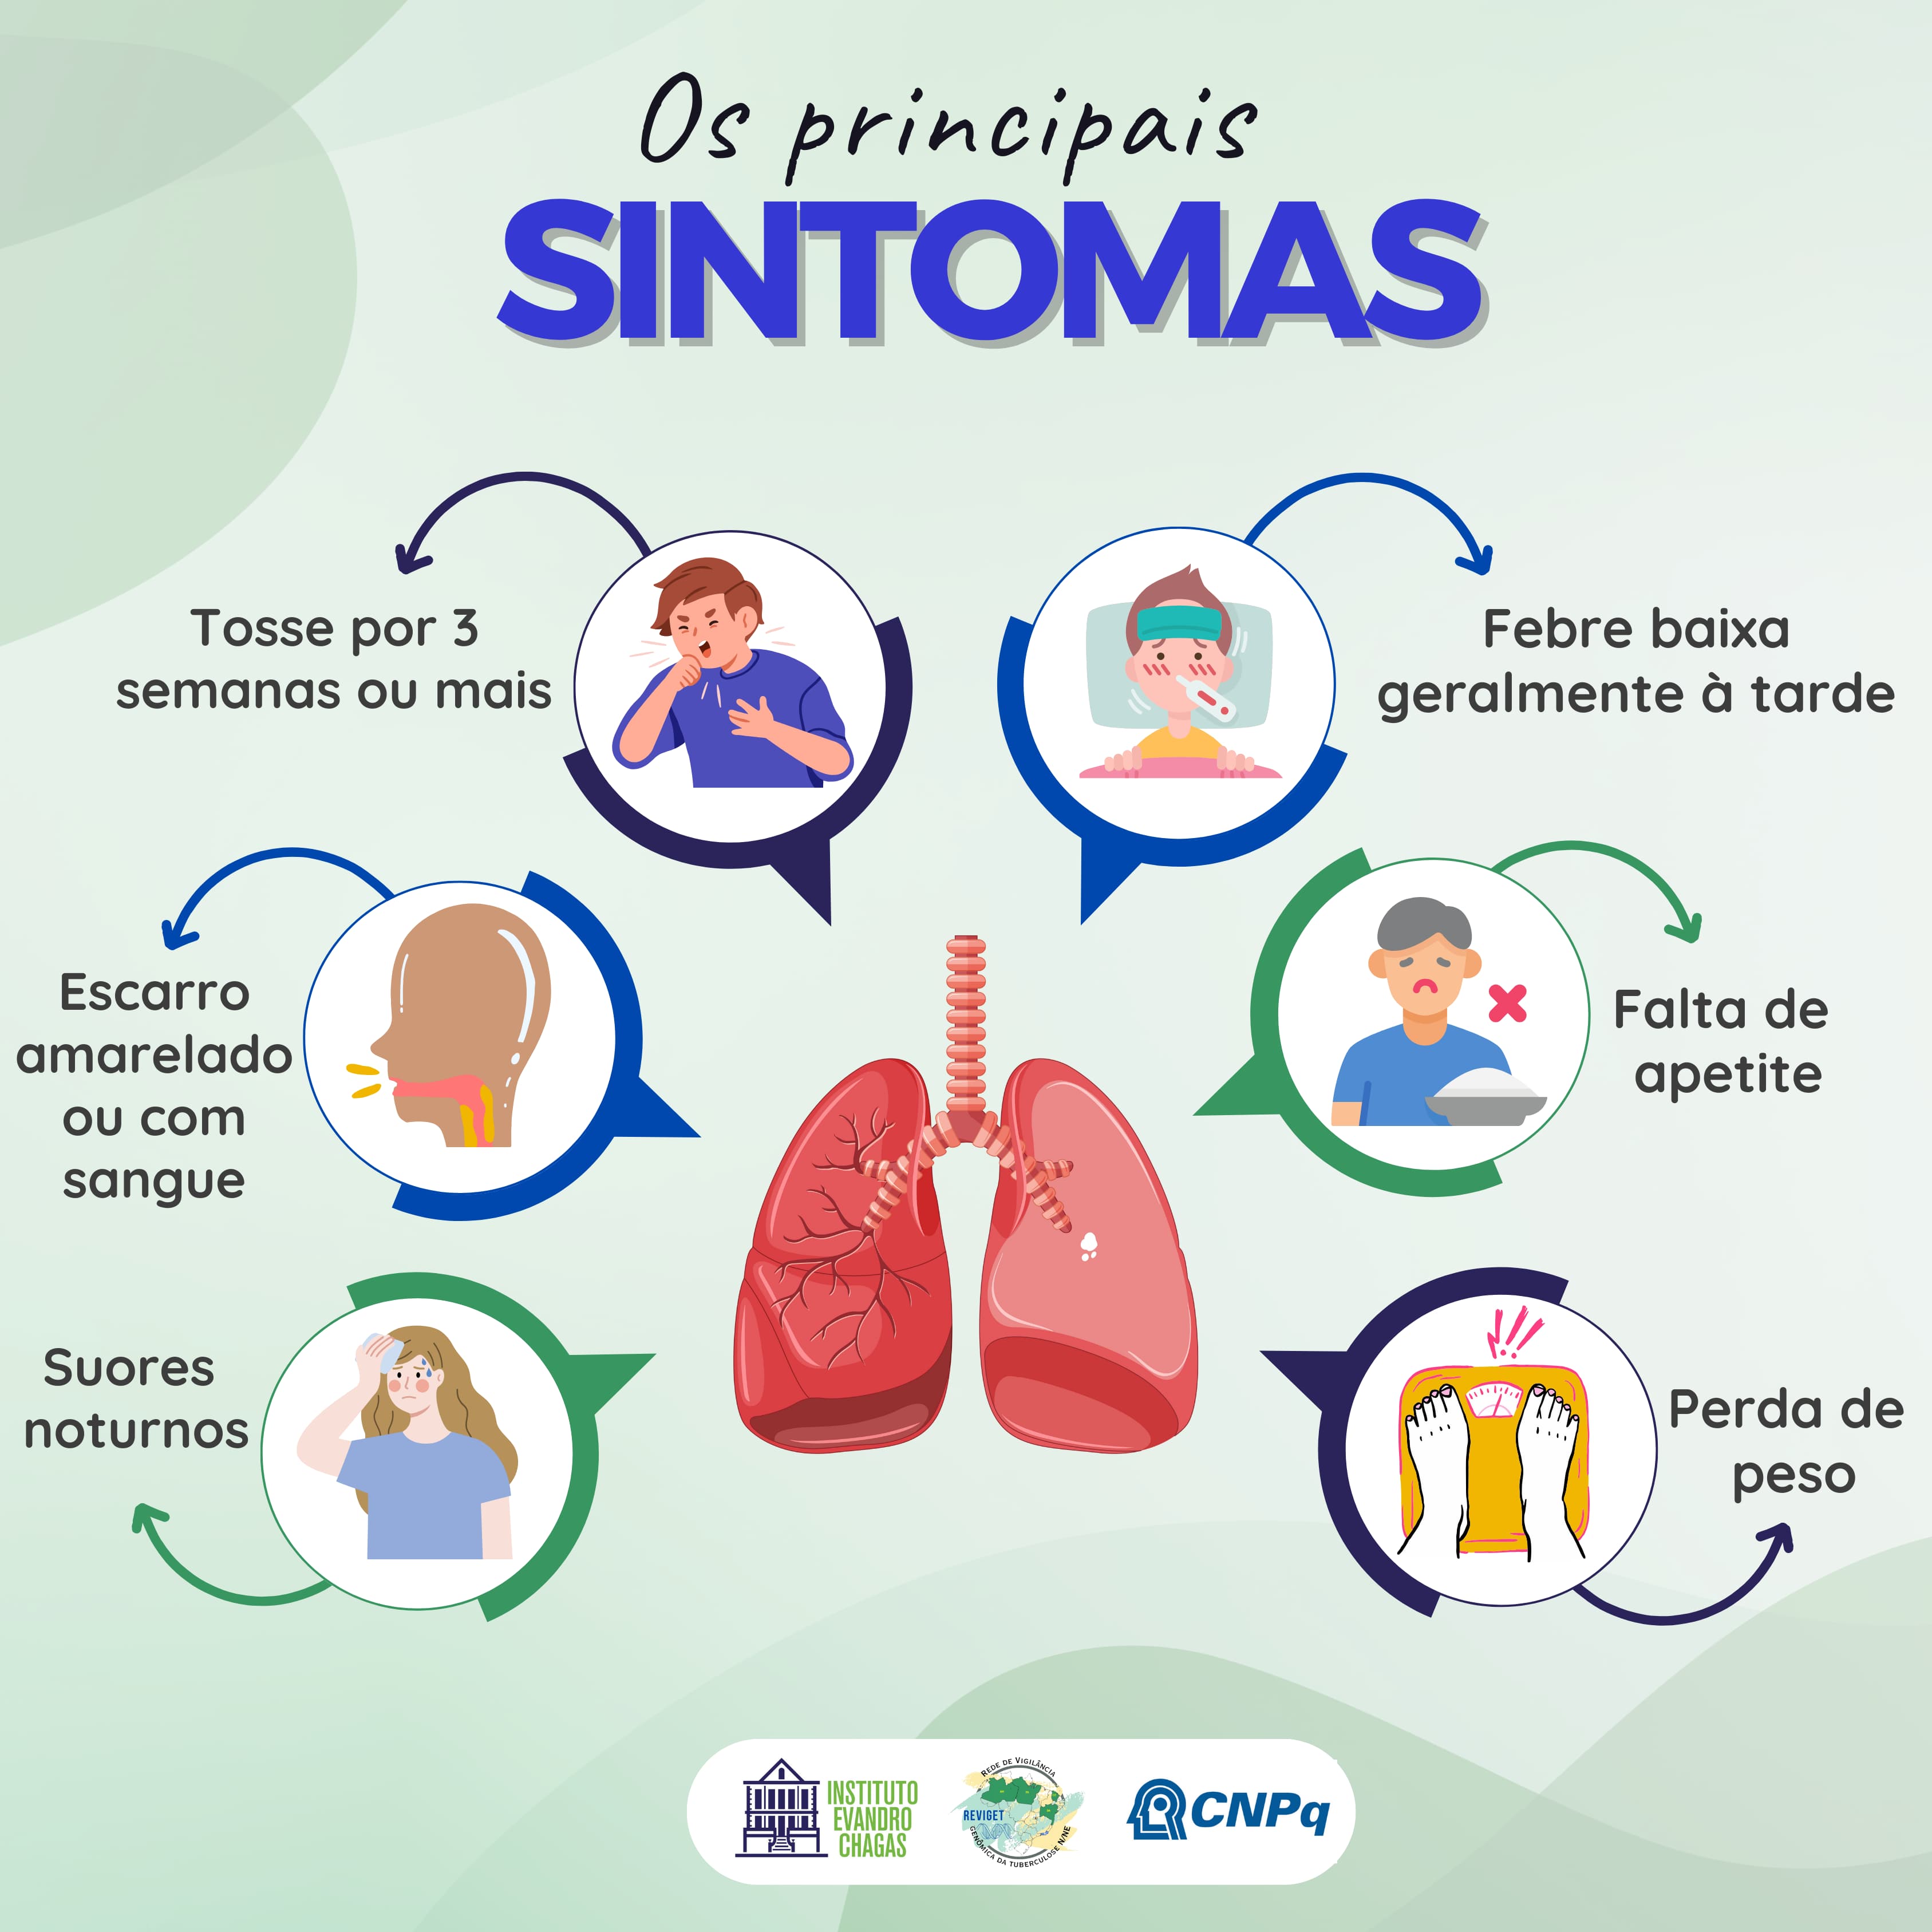 Os principais
SINTOMAS
Tosse por 3
semanas ou mais
Febre baixa
geralmente à tarde
Escarro
amarelado
ou com
sangue
Falta de
apetite
Suores
noturnos
Perda de
peso
INSTITUTO
EVANDRO
CHAGAS
REDE DE VIGILÂNCIA
REVIGET
GENÔMICA DA TUBERCULOSE N/NE
CNPq